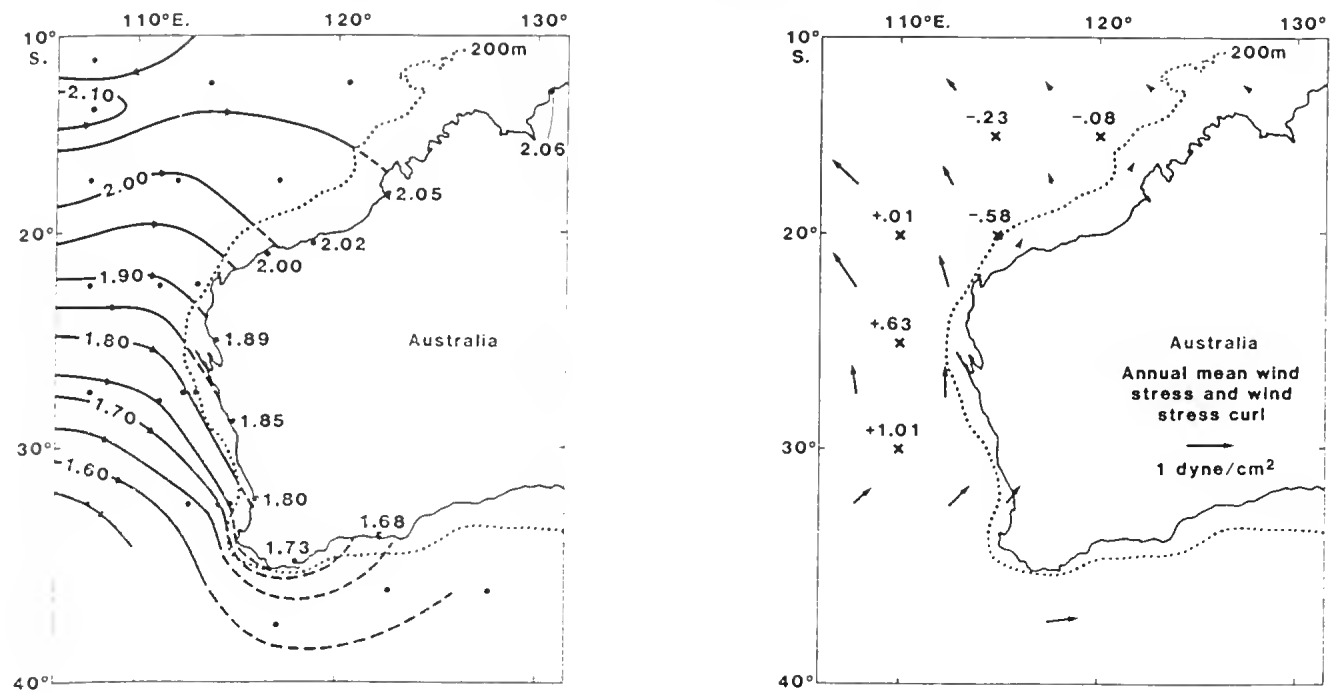 110°E. 120° 130°
10°
S.
200m
2.10
2.06
2.00
2.05
20°
2.02
2.00
1.90
1.89
Australia
1.80
1.85
1.70
30°
1.60
1.80
1.68
1.73
40°
110°E. 120° 130°
10°
S.
200m
-.23 -.08
+.01 -.58
20°
+.63
Australia
Annual mean wind
stress and wind
stress curl
+1.01
30°
1 dyne/cm²
40°